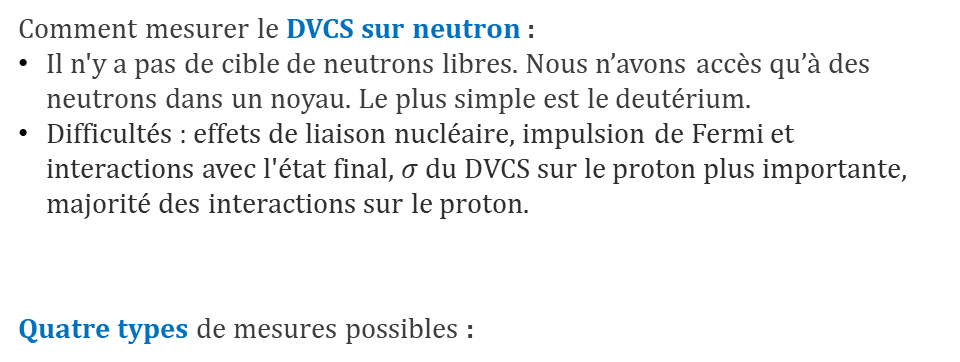 Comment mesurer le DVCS sur neutron :
• Il n'y a pas de cible de neutrons libres. Nous n’avons accès qu’à des
neutrons dans un noyau. Le plus simple est le deutérium.
• Difficultés : effets de liaison nucléaire, impulsion de Fermi et
interactions avec l'état final, 𝜎 du DVCS sur le proton plus importante,
majorité des interactions sur le proton.
Quatre types de mesures possibles :